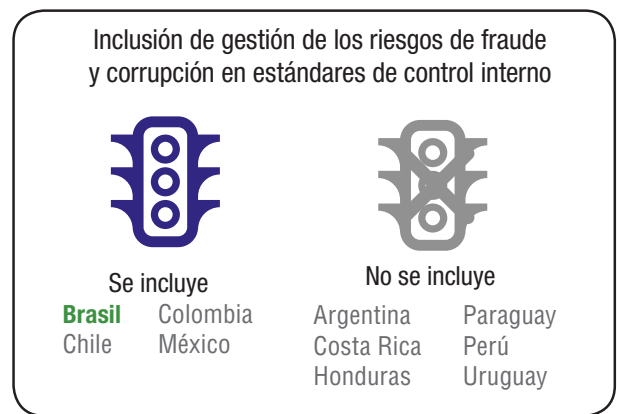 Inclusión de gestión de los riesgos de fraude
y corrupción en estándares de control interno
Se incluye
Brasil Colombia
Chile México
No se incluye
Argentina Paraguay
Costa Rica Perú
Honduras Uruguay